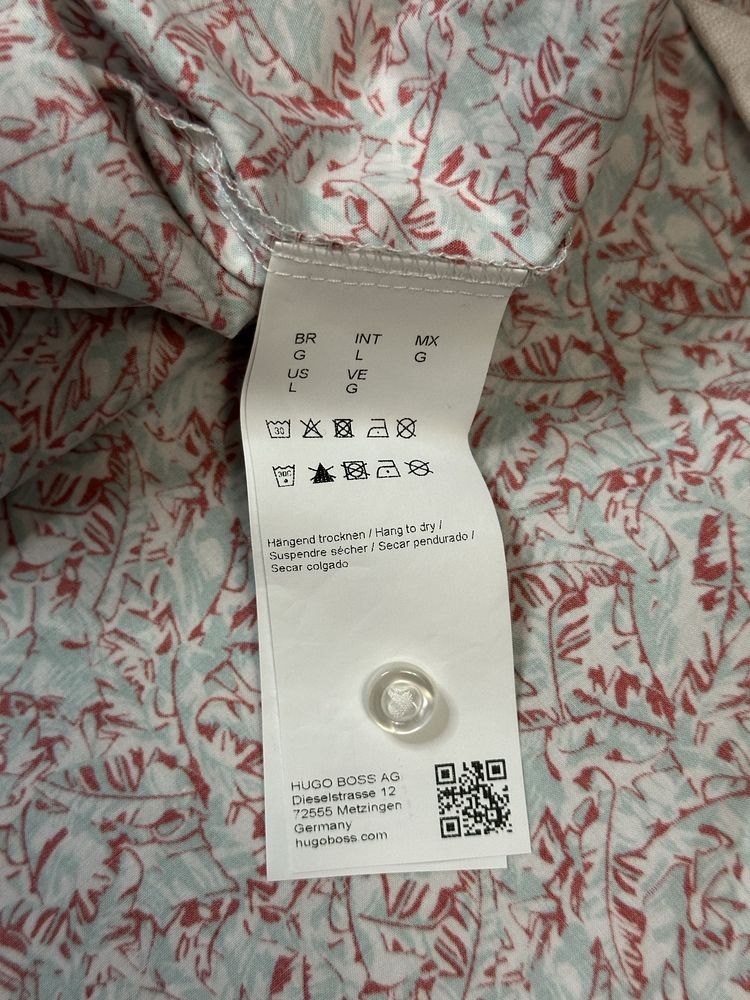 BR INT MX
G L G
US VE
L G
30
30C
Hängend trocknen / Hang to dry /
Suspendre sécher / Secar pendurado /
Secar colgado
HUGO BOSS AG
Dieselstrasse 12
72555 Metzingen
Germany
hugoboss.com